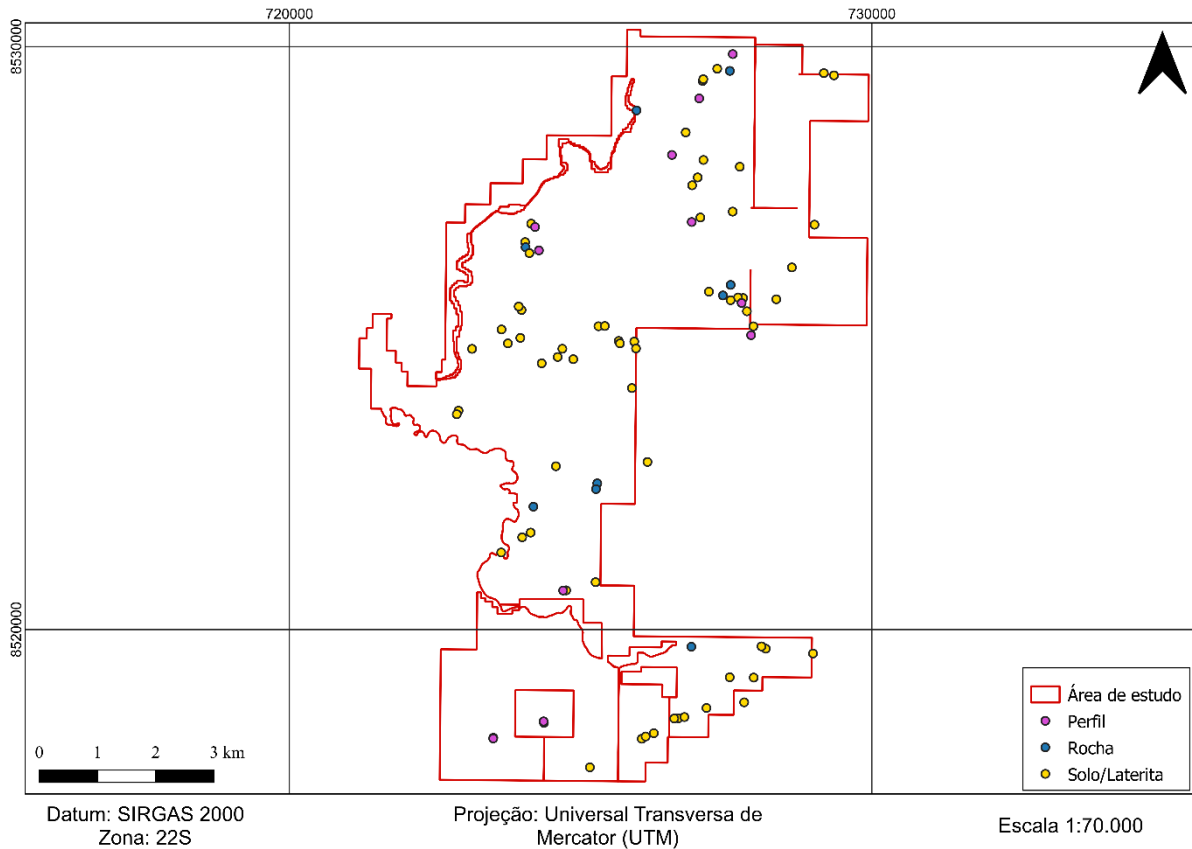 720000
730000
8530000
8520000
Área de estudo
Perfil
Rocha
Solo/Laterita
0 1 2 3 km
Datum: SIRGAS 2000
Zona: 22S
Projeção: Universal Transversa de
Mercator (UTM)
Escala 1:70.000